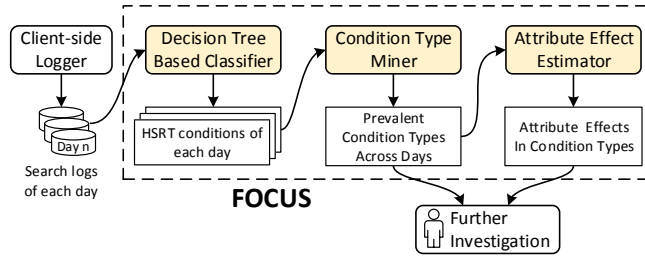 Client-side
Logger
Decision Tree
Based Classifier
Condition Type
Miner
Attribute Effect
Estimator
Day n
Search logs
of each day
HSRT conditions of
each day
Prevalent
Condition Types
Across Days
Attribute Effects
In Condition Types
FOCUS
Further
Investigation